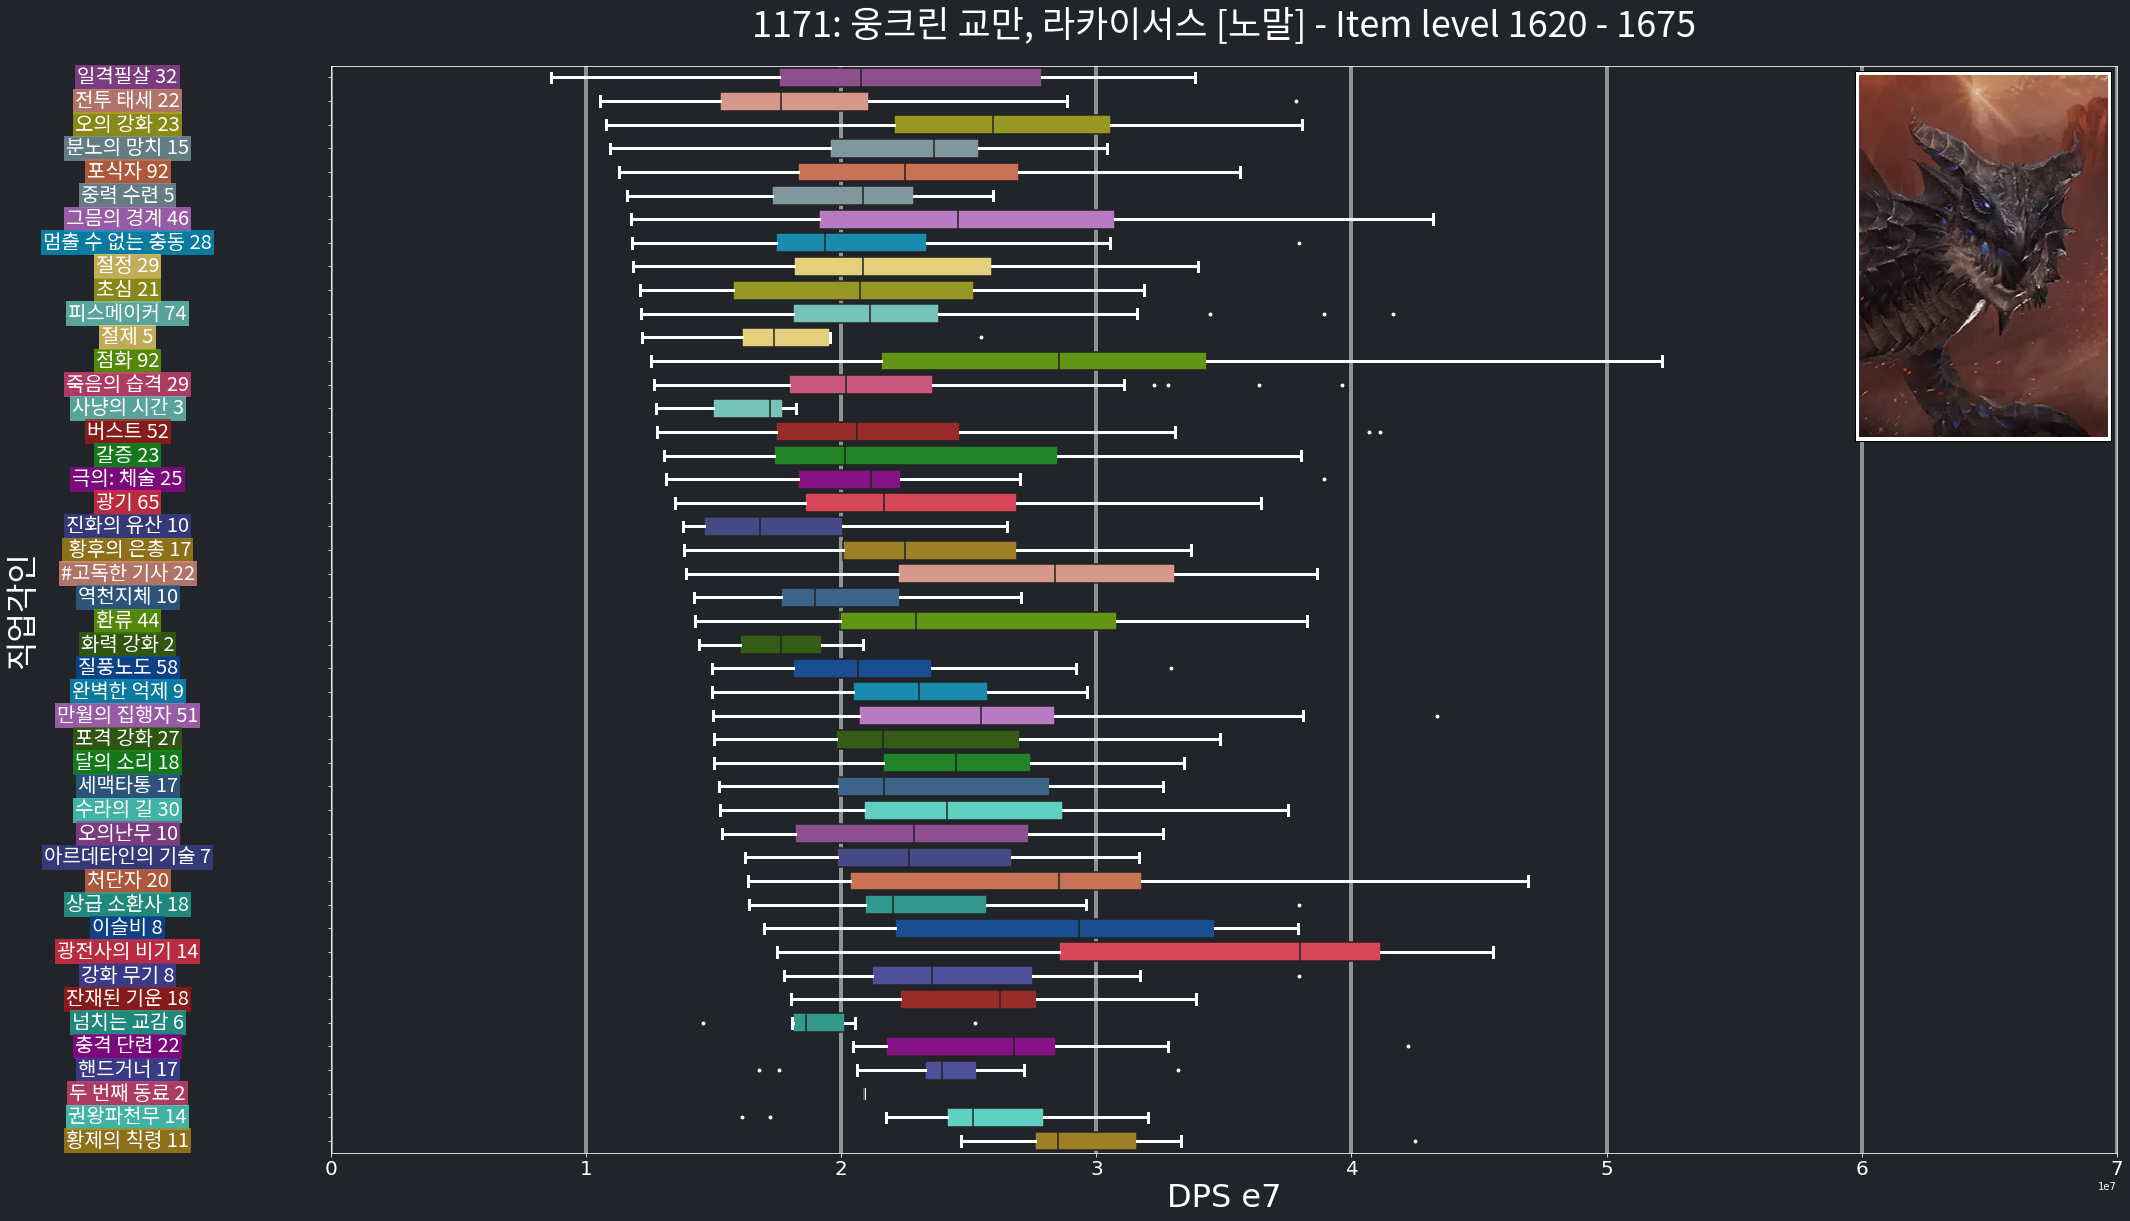 1171: 웅크린 교만, 라카이서스 [노말] - Item level 1620 - 1675
직업각인
일격필살 32
전투 태세 22
오의 강화 23
분노의 망치 15
포식자 92
중력 수련 5
그믐의 경계 46
멈출 수 없는 충동 28
절정 29
초심 21
피스메이커 74
절제 5
점화 92
죽음의 습격 29
사냥의 시간 3
버스트 52
갈증 23
극의: 체술 25
광기 65
진화의 유산 10
황후의 은총 17
#고독한 기사 22
역천지체 10
환류 44
화력 강화 2
질풍노도 58
완벽한 억제 9
만월의 집행자 51
포격 강화 27
달의 소리 18
세맥타통 17
수라의 길 30
오의난무 10
아르데타인의 기술 7
처단자 20
상급 소환사 18
이슬비 8
광전사의 비기 14
강화 무기 8
잔재된 기운 18
넘치는 교감 6
충격 단련 22
핸드거너 17
두 번째 동료 2
권왕파천무 14
황제의 칙령 11
0 1 2 3 4 5 6 7
1e7
DPS e7